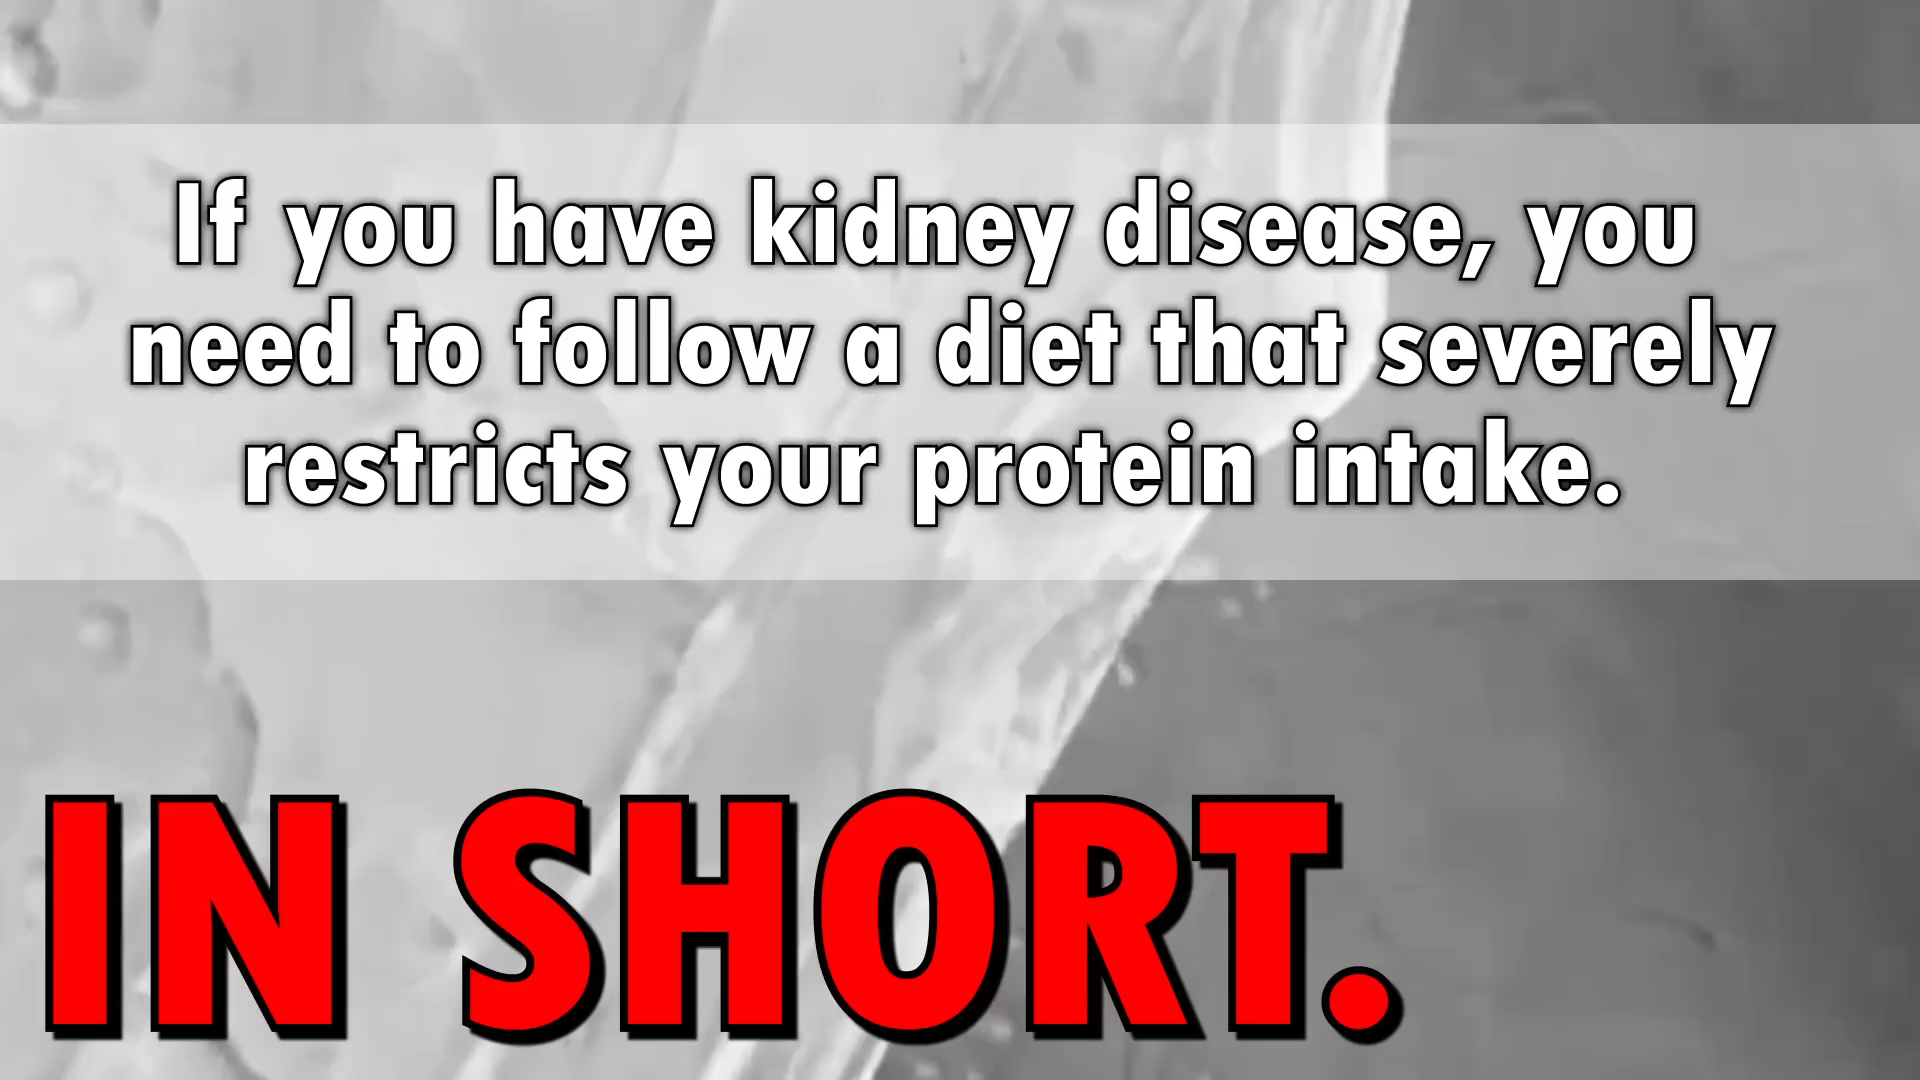 If you have kidney disease, you
need to follow a diet that severely
restricts your protein intake.
IN SHORT.